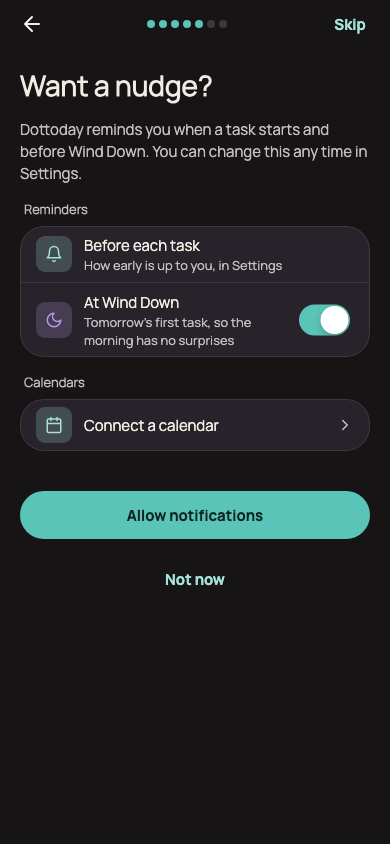 Skip
Want a nudge?
Dottoday reminds you when a task starts and
before Wind Down. You can change this any time in
Settings.
Reminders
Before each task
How early is up to you, in Settings
At Wind Down
Tomorrow's first task, so the
morning has no surprises
Calendars
Connect a calendar
Allow notifications
Not now